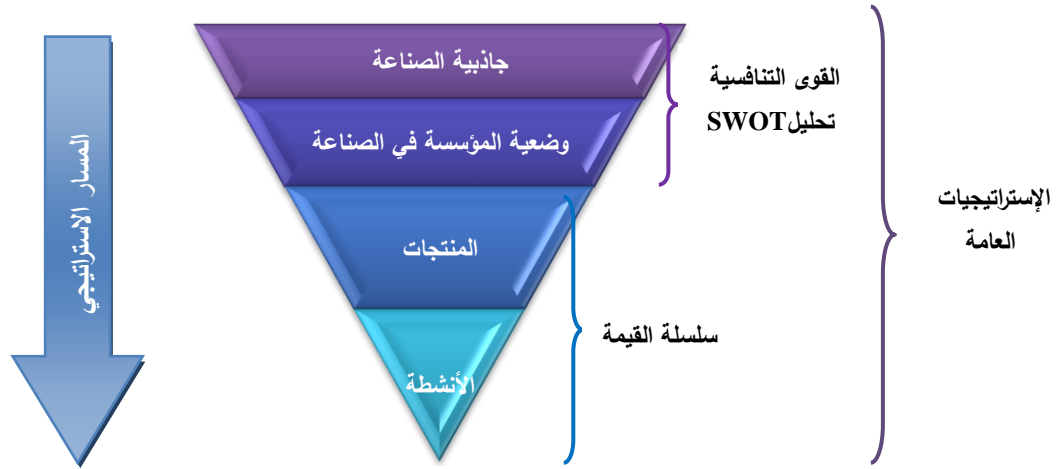 جاذبية الصناعة
وضعية المؤسسة في الصناعة
المنتجات
الأنشطة
القوى التنافسية
تحليلSWOT
سلسلة القيمة
الإستراتيجيات
العامة
المسار الاستراتيجي